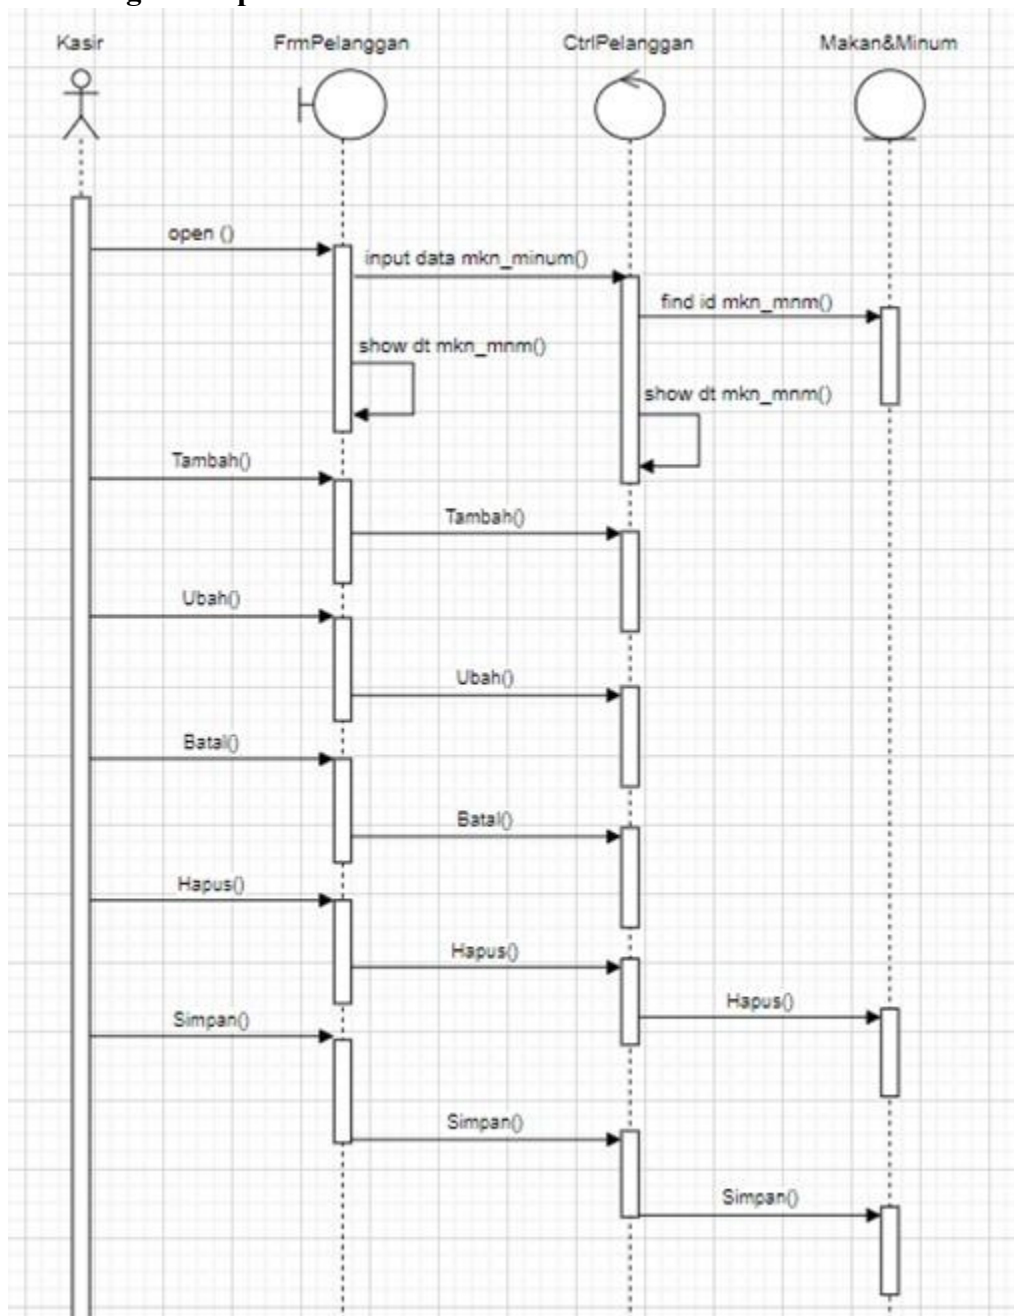 Kasir
FrmPelanggan
CtrlPelanggan
Makan&Minum
open ()
input data mkn_minum()
find id mkn_mnm()
show dt mkn_mnm()
show dt mkn_mnm()
Tambah()
Tambah()
Ubah()
Ubah()
Batal()
Batal()
Hapus()
Hapus()
Hapus()
Simpan()
Simpan()
Simpan()